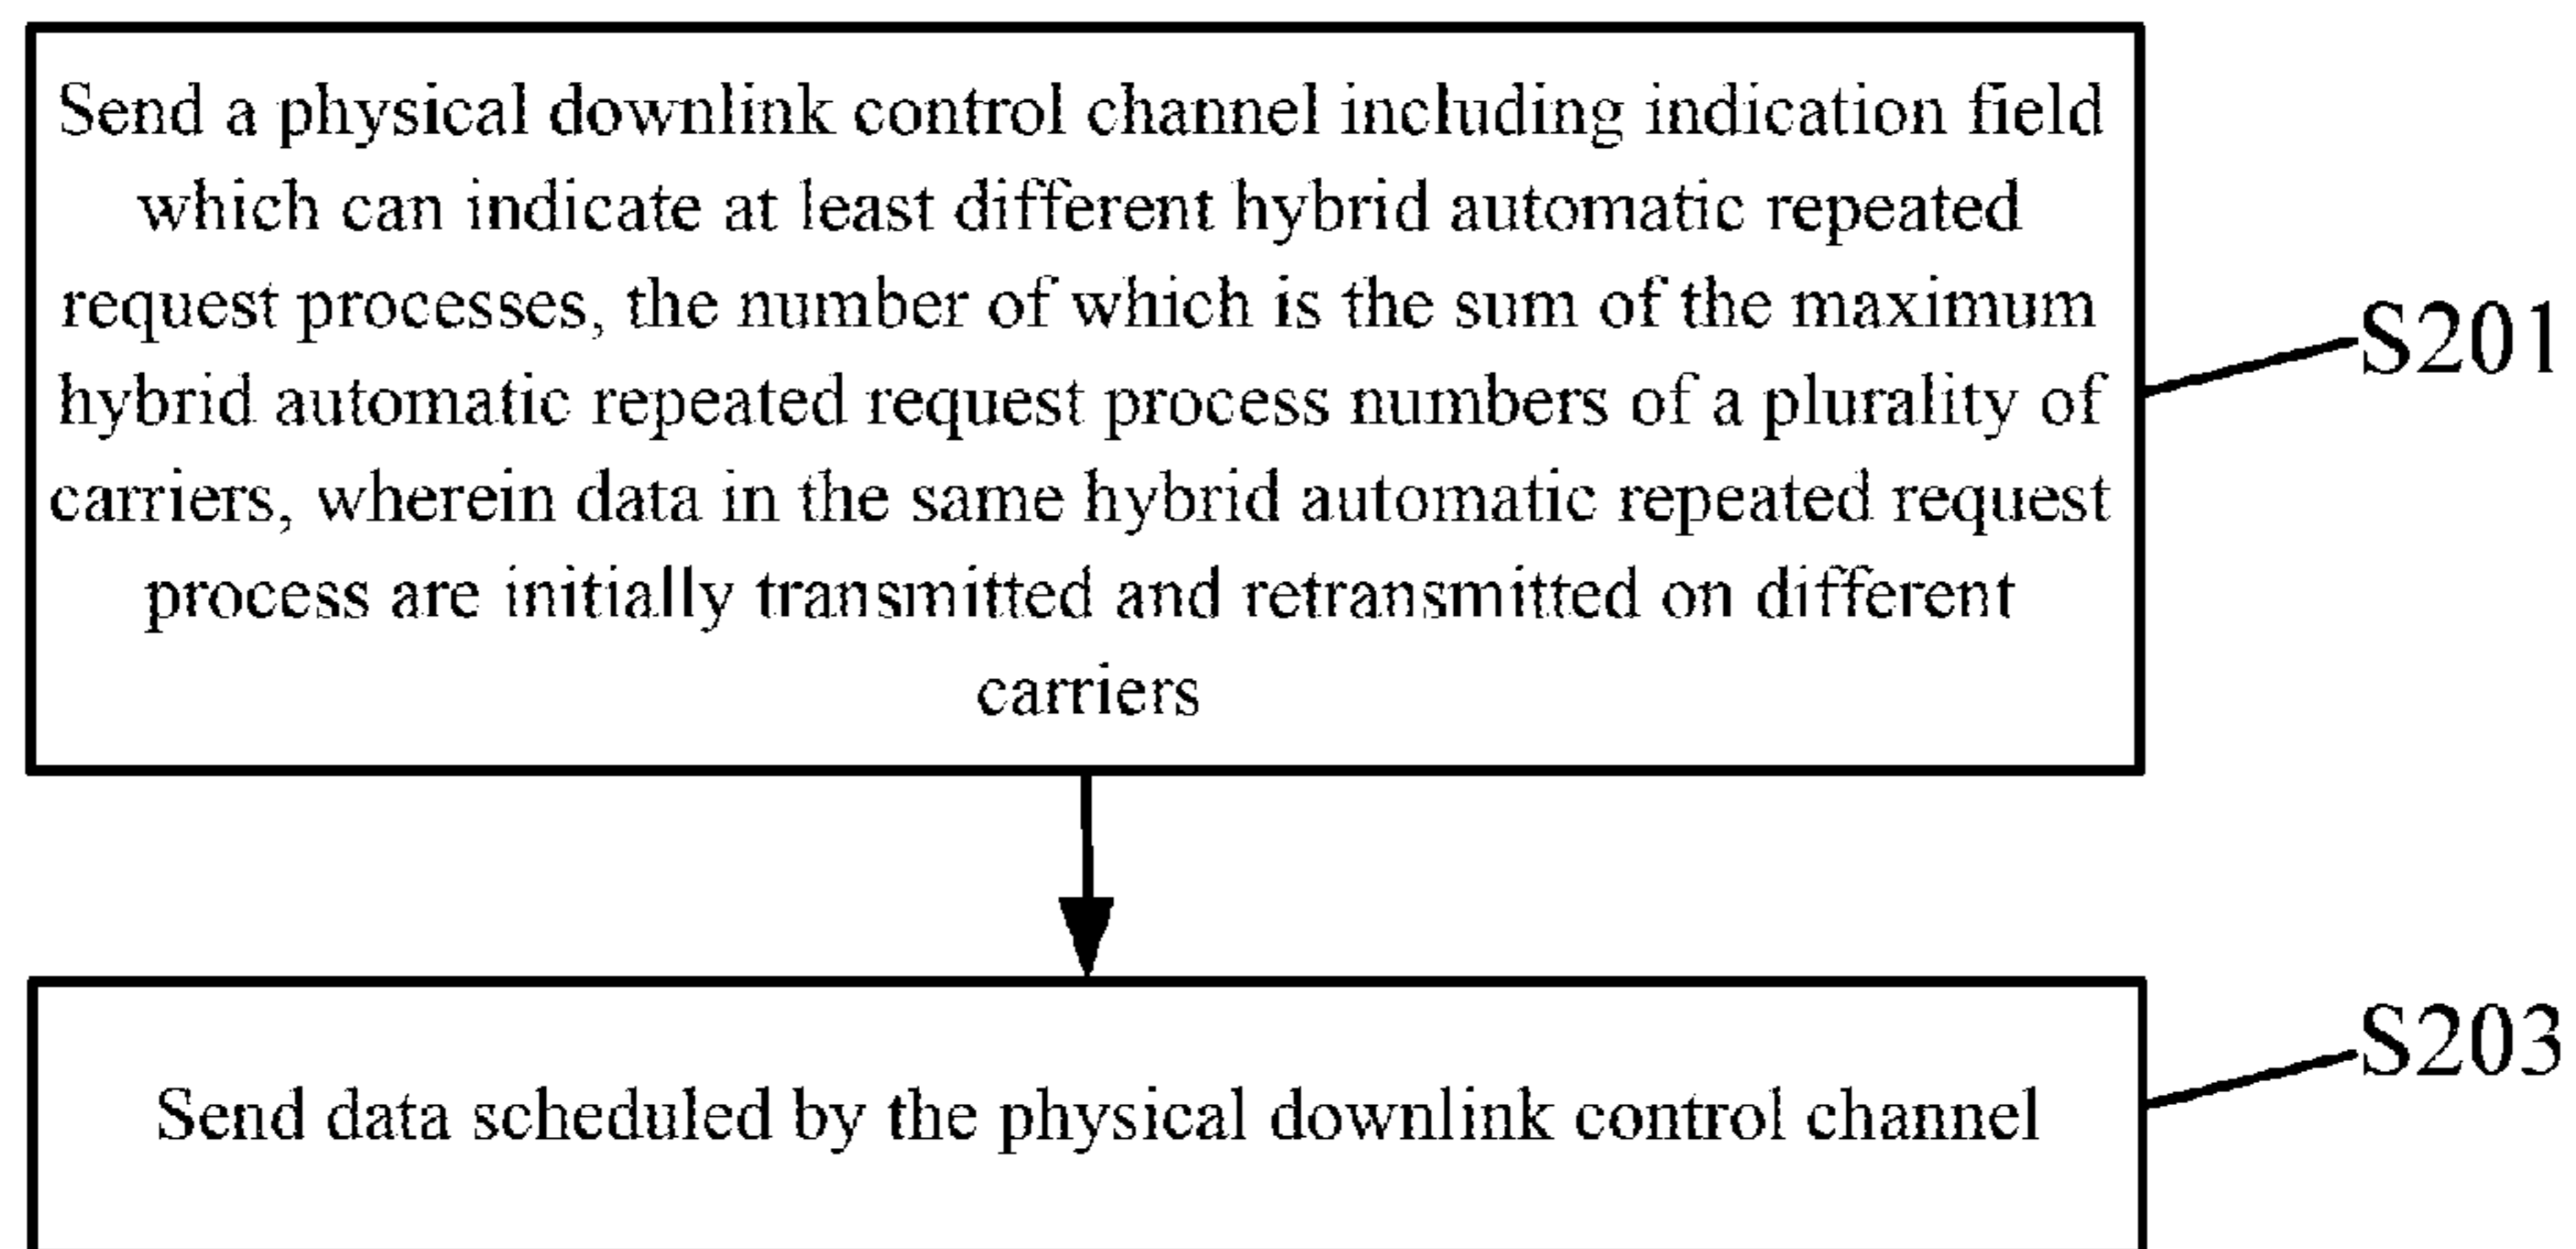 Send a physical downlink control channel including indication field
which can indicate at least different hybrid automatic repeated
request processes, the number of which is the sum of the maximum
hybrid automatic repeated request process numbers of a plurality of
carriers, wherein data in the same hybrid automatic repeated request
process are initially transmitted and retransmitted on different
carriers
S201
Send data scheduled by the physical downlink control channel
S203